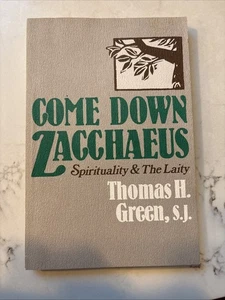 COME DOWN
ZACCHAEUS
Spirituality & The Laity
Thomas H.
Green, S.J.